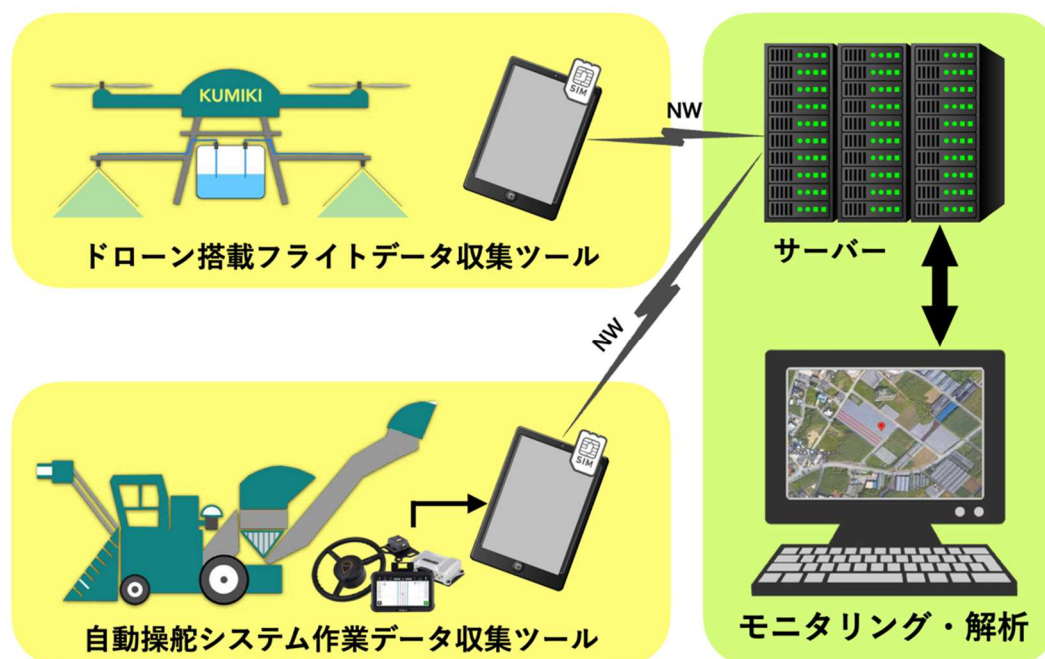 KUMIKI
SIM
NW
ドローン搭載フライトデータ収集ツール
サーバー
NW
SIM
自動操舵システム作業データ収集ツール
モニタリング・解析